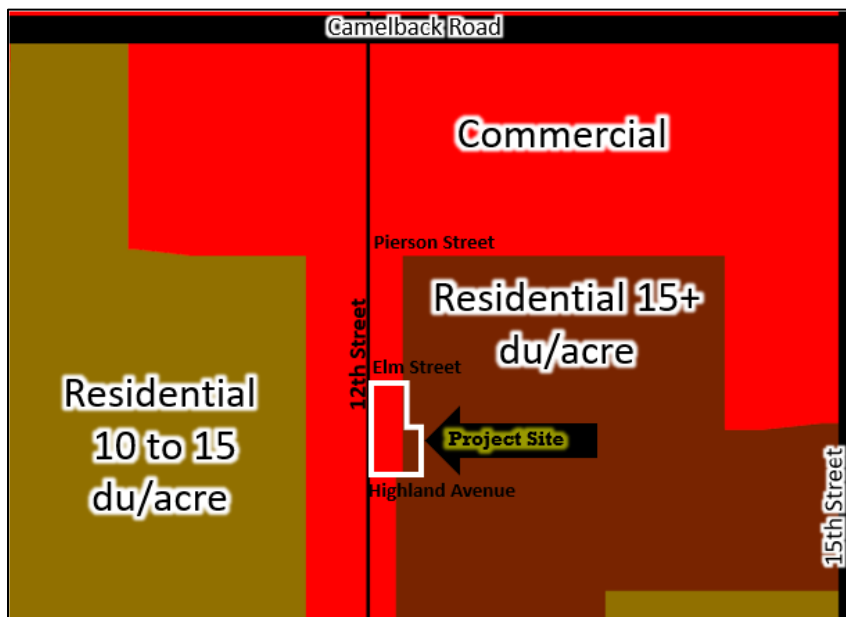 Camelback Road
Commercial
Pierson Street
Residential 15+
du/acre
12th Street
Elm Street
Residential
10 to 15
du/acre
Project Site
Highland Avenue
15th Street